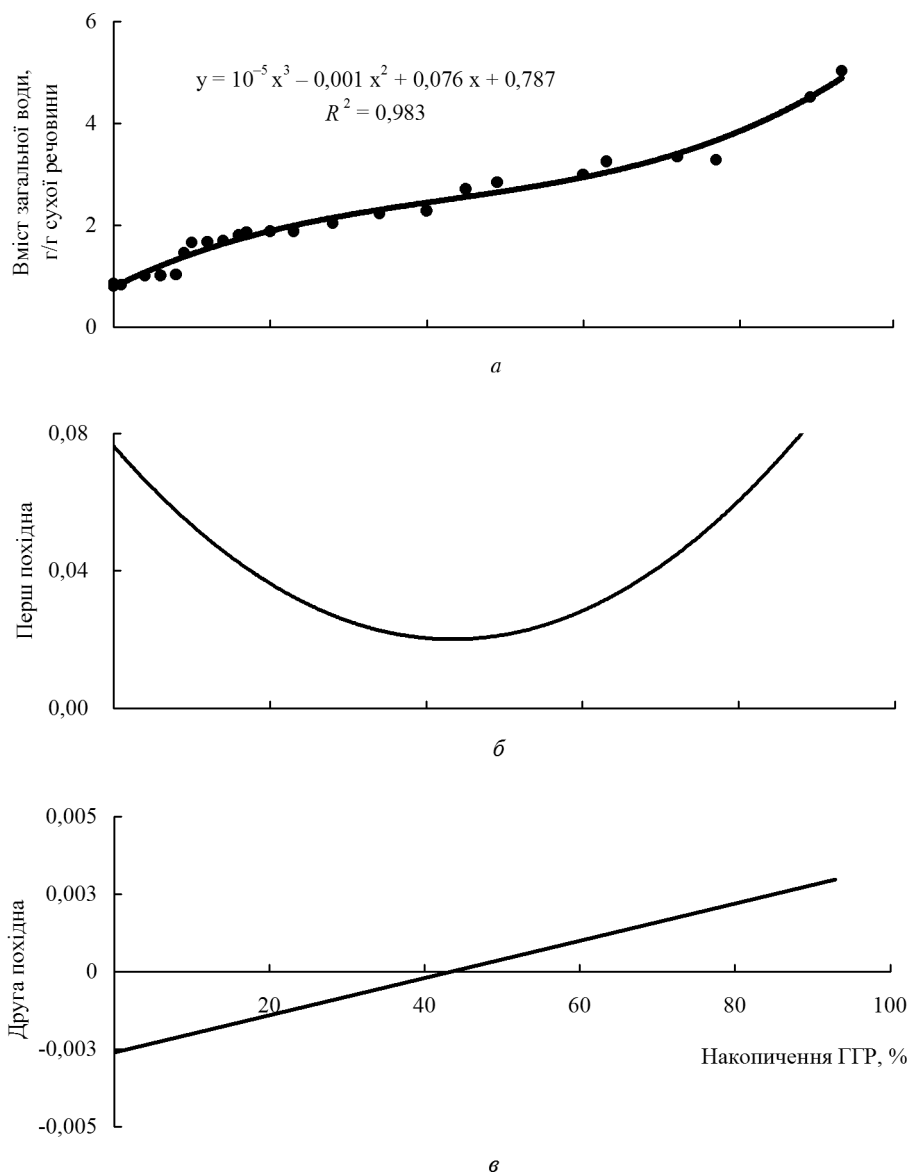 6
y = 10⁻⁵ x³ – 0,001 x² + 0,076 x + 0,787
R² = 0,983
4
2
0
Вміст загальної води,
г/г сухої речовини
а
0,08
0,04
0,00
Перш похідна
б
0,005
0,003
0
-0,003
-0,005
Друга похідна
20 40 60 80 100
Накопичення ГГР, %
в